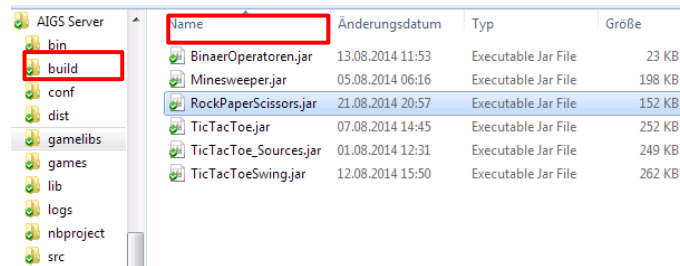 AIGS Server
bin
build
conf
dist
gamelibs
games
lib
logs
nbproject
src
Name Änderungsdatum Typ Größe
BinaerOperatoren.jar 13.08.2014 11:53 Executable Jar File 23 KB
Minesweeper.jar 05.08.2014 06:16 Executable Jar File 198 KB
RockPaperScissors.jar 21.08.2014 20:57 Executable Jar File 152 KB
TicTacToe.jar 07.08.2014 14:45 Executable Jar File 252 KB
TicTacToe_Sources.jar 01.08.2014 12:31 Executable Jar File 249 KB
TicTacToeSwing.jar 12.08.2014 15:50 Executable Jar File 262 KB